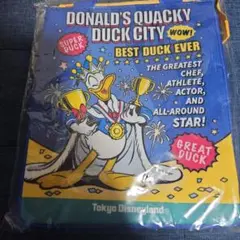 DONALD'S QUACKY
DUCK CITY
WOW!
SUPER
DUCK
BEST DUCK EVER
THE GREATEST
CHEF,
ATHLETE,
ACTOR,
AND
ALL-AROUND
STAR!
GREAT
DUCK
Tokyo Disneyland